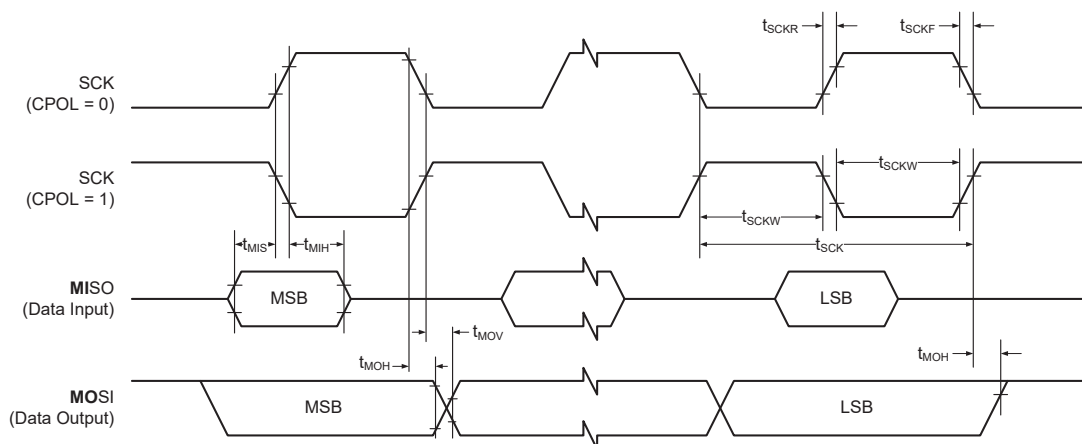 tSCKR
tSCKF
SCK
(CPOL = 0)
SCK
(CPOL = 1)
tSCKW
tSCKW
tSCK
tMIS
tMIH
MISO
(Data Input)
MSB
LSB
tMOV
tMOH
tMOH
MOSI
(Data Output)
MSB
LSB